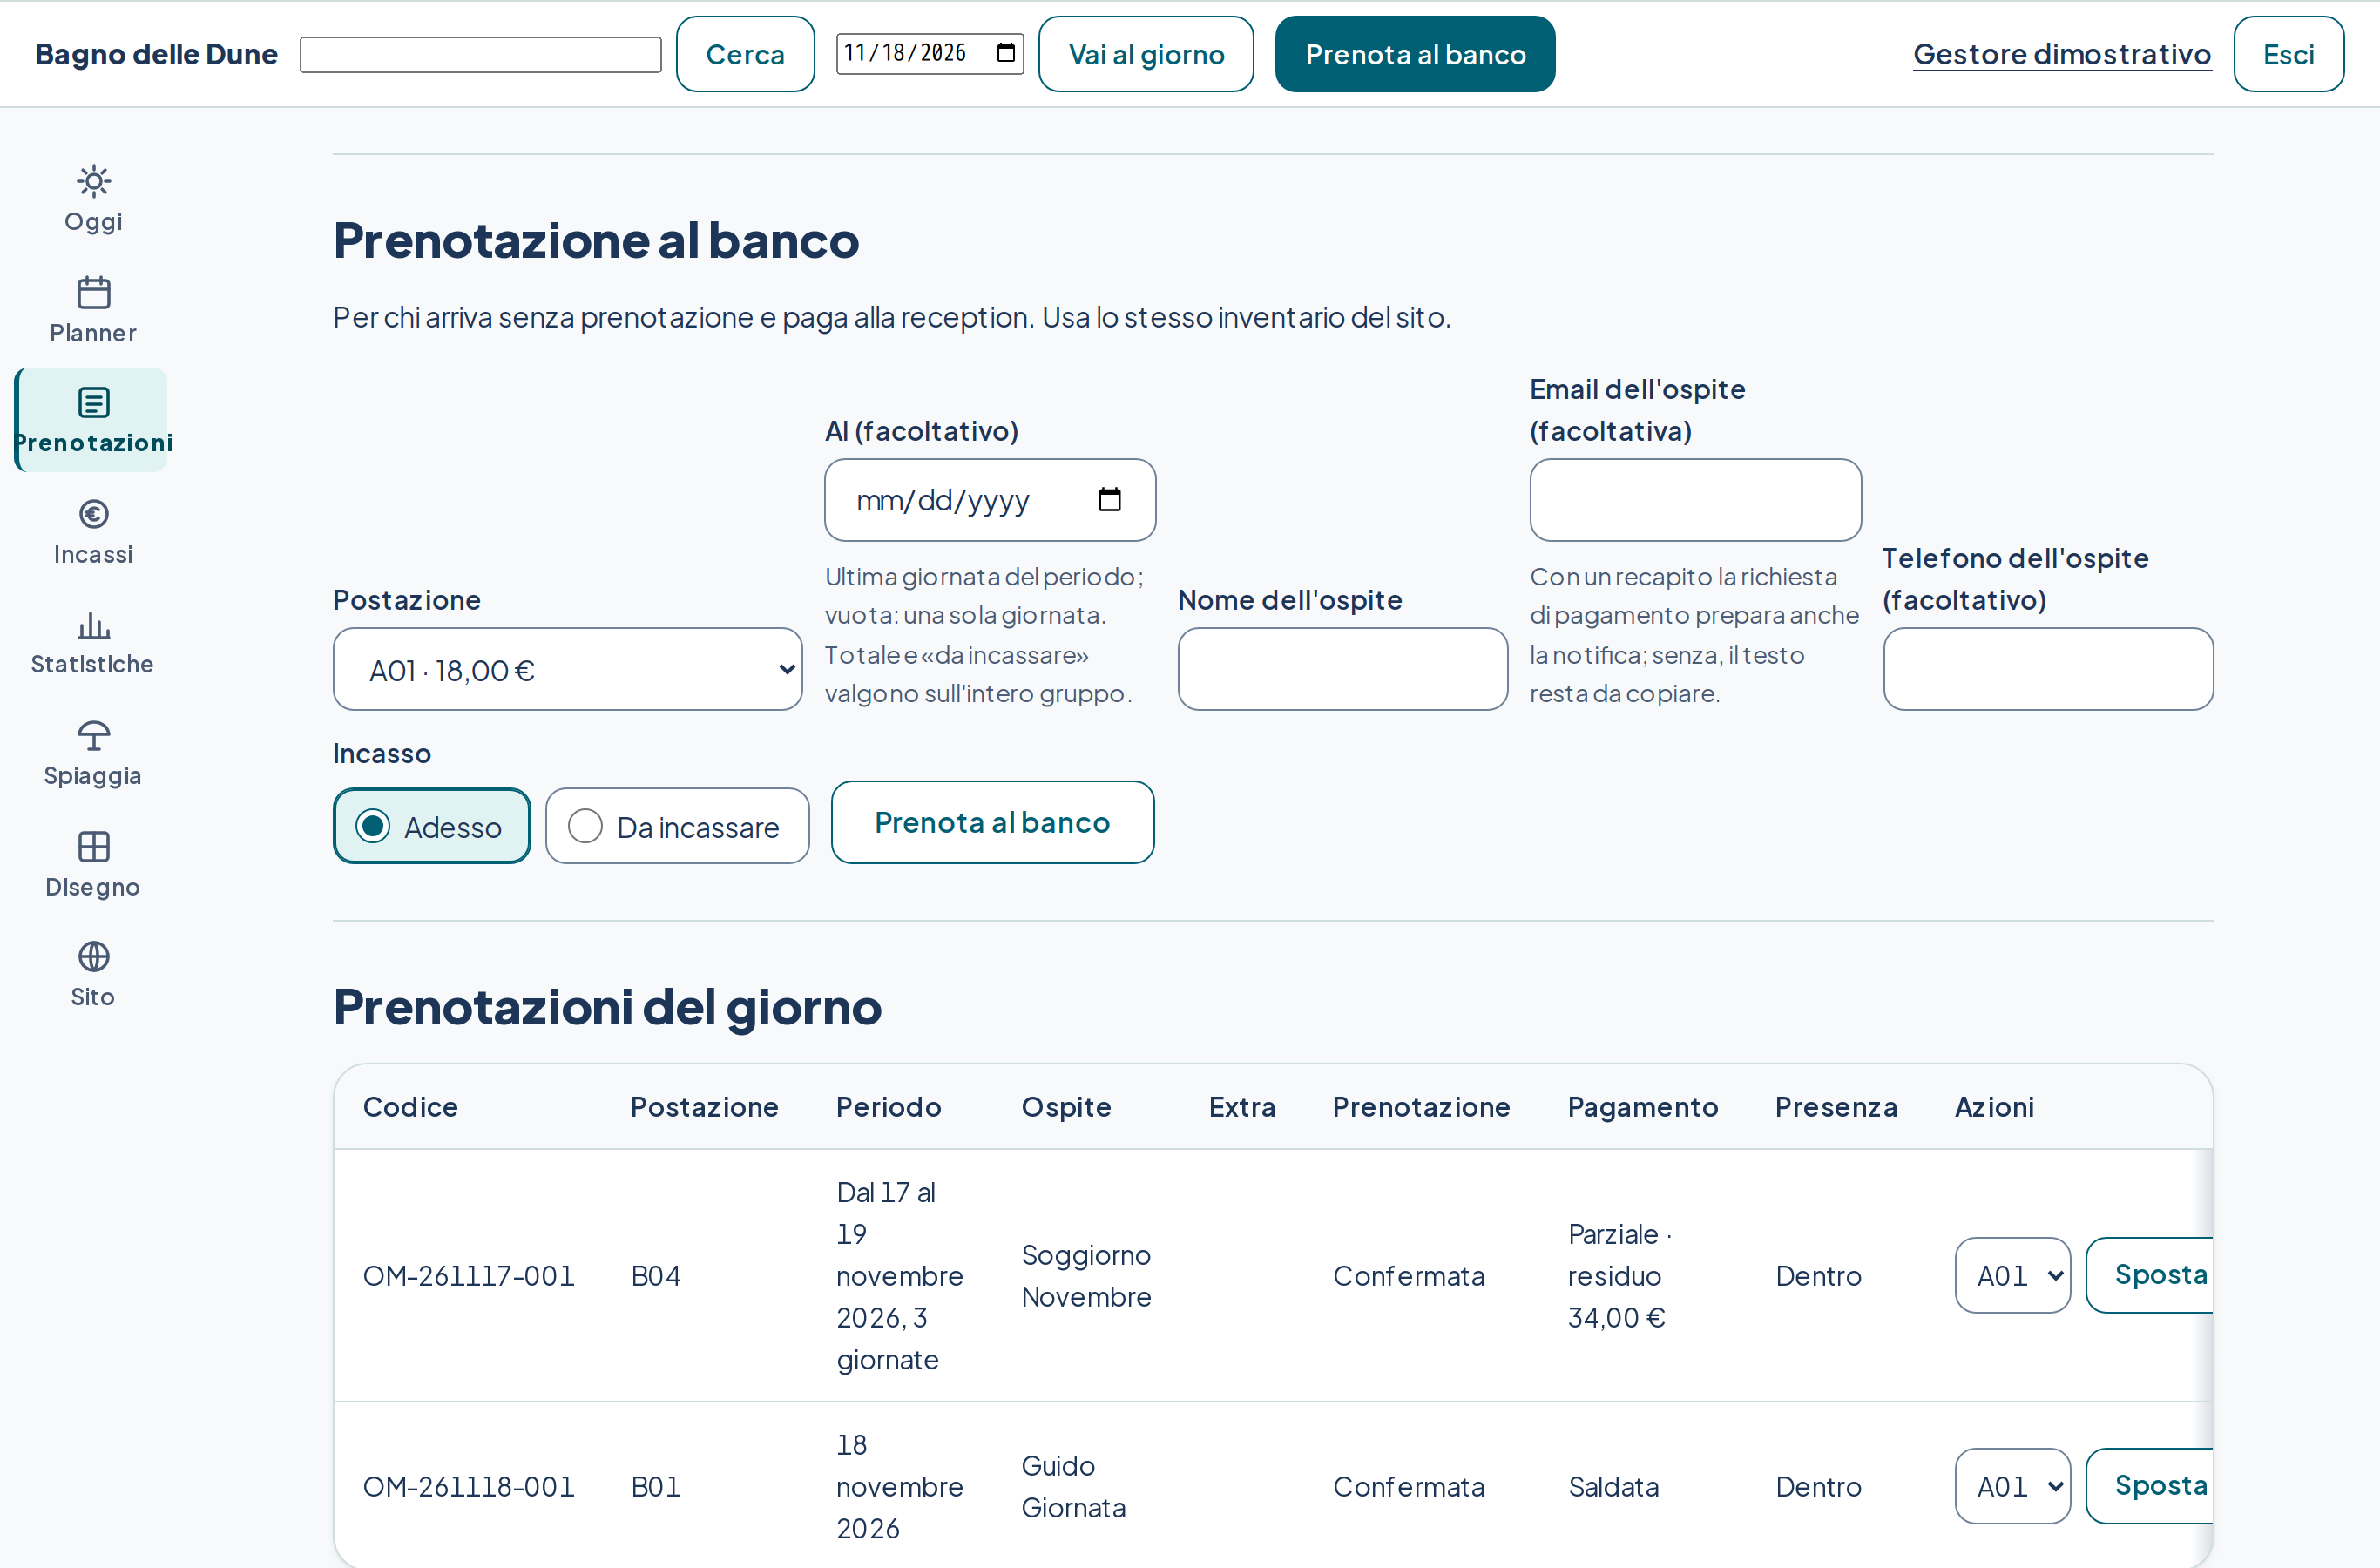 Bagno delle Dune
Cerca
11/18/2026
Vai al giorno
Prenota al banco
Gestore dimostrativo
Esci
Oggi
Planner
Prenotazioni
Incassi
Statistiche
Spiaggia
Disegno
Sito
Prenotazione al banco
Per chi arriva senza prenotazione e paga alla reception. Usa lo stesso inventario del sito.
Postazione
A01 · 18,00 €
Al (facoltativo)
mm/dd/yyyy
Ultima giornata del periodo;
vuota: una sola giornata.
Totale e «da incassare»
valgono sull'intero gruppo.
Nome dell'ospite
Email dell'ospite
(facoltativa)
Con un recapito la richiesta
di pagamento prepara anche
la notifica; senza, il testo
resta da copiare.
Telefono dell'ospite
(facoltativo)
Incasso
Adesso
Da incassare
Prenota al banco
Prenotazioni del giorno
Codice Postazione Periodo Ospite Extra Prenotazione Pagamento Presenza Azioni
OM-261117-001
B04
Dal 17 al
19
novembre
2026, 3
giornate
Soggiorno
Novembre
Confermata
Parziale ·
residuo
34,00 €
Dentro
A01
Sposta
OM-261118-001
B01
18
novembre
2026
Guido
Giornata
Confermata
Saldata
Dentro
A01
Sposta